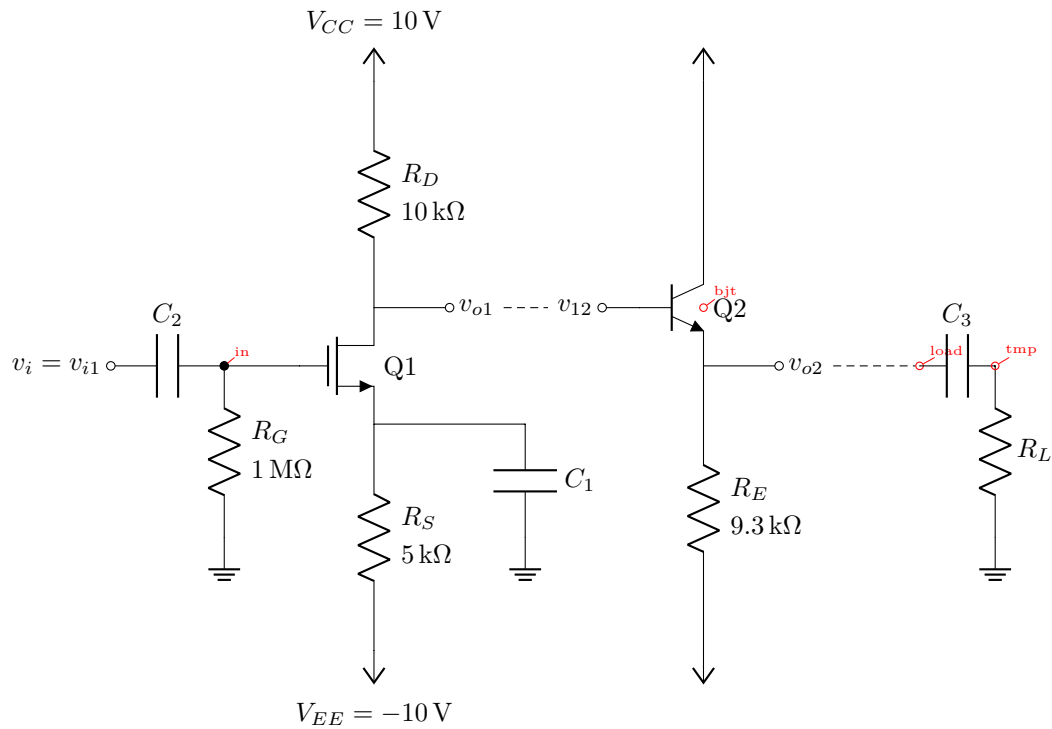 V_{CC} = 10 V
R_D
10 kΩ
v_{o1}
v_{12}
bjt
Q2
C_2
C_3
in
load
tmp
v_i = v_{i1}
Q1
v_{o2}
R_G
1 MΩ
C_1
R_L
R_S
5 kΩ
R_E
9.3 kΩ
V_{EE} = −10 V